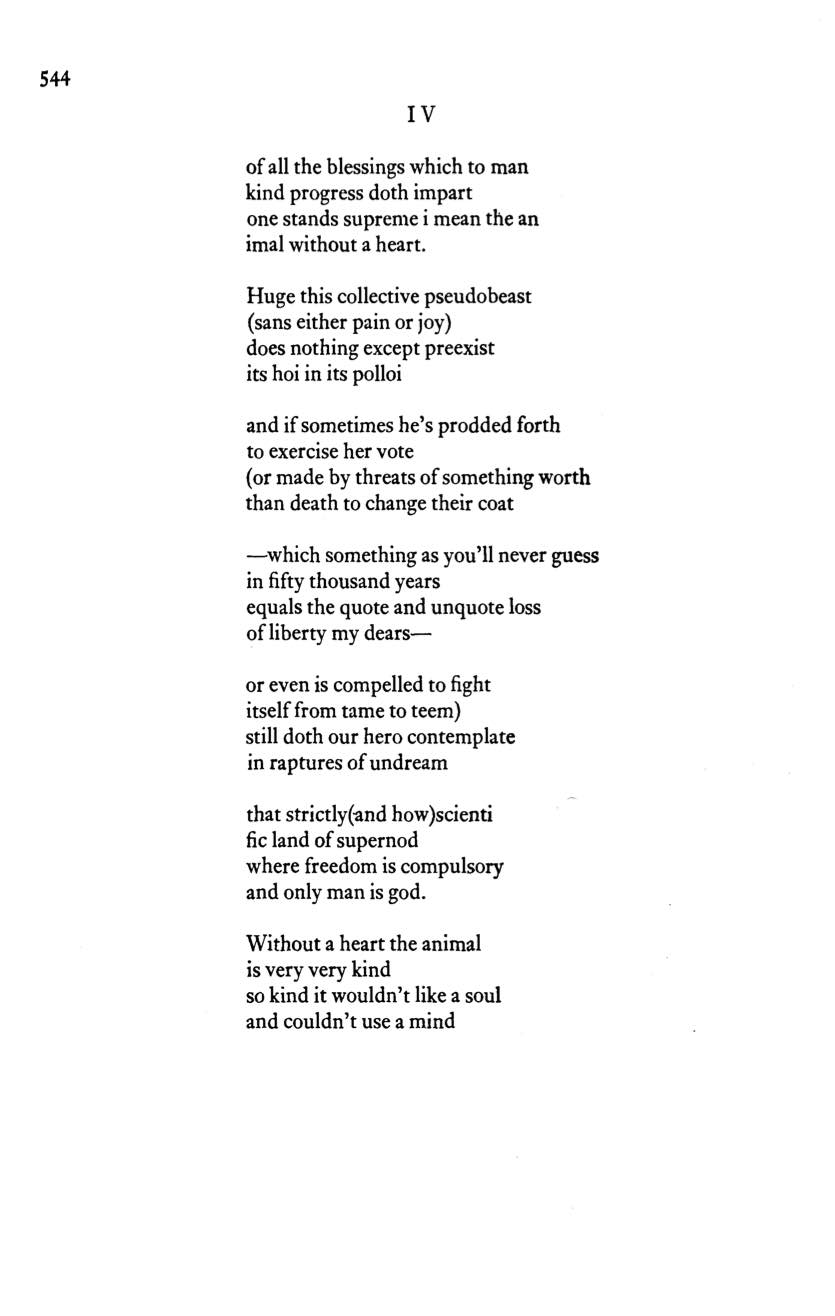 544
IV
of all the blessings which to man
kind progress doth impart
one stands supreme i mean the an
imal without a heart.
Huge this collective pseudobeast
(sans either pain or joy)
does nothing except preexist
its hoi in its polloi
and if sometimes he's prodded forth
to exercise her vote
(or made by threats of something worth
than death to change their coat
—which something as you'll never guess
in fifty thousand years
equals the quote and unquote loss
of liberty my dears—
or even is compelled to fight
itself from tame to teem)
still doth our hero contemplate
in raptures of undream
that strictly(and how)scienti
fic land of supernod
where freedom is compulsory
and only man is god.
Without a heart the animal
is very very kind
so kind it wouldn't like a soul
and couldn't use a mind